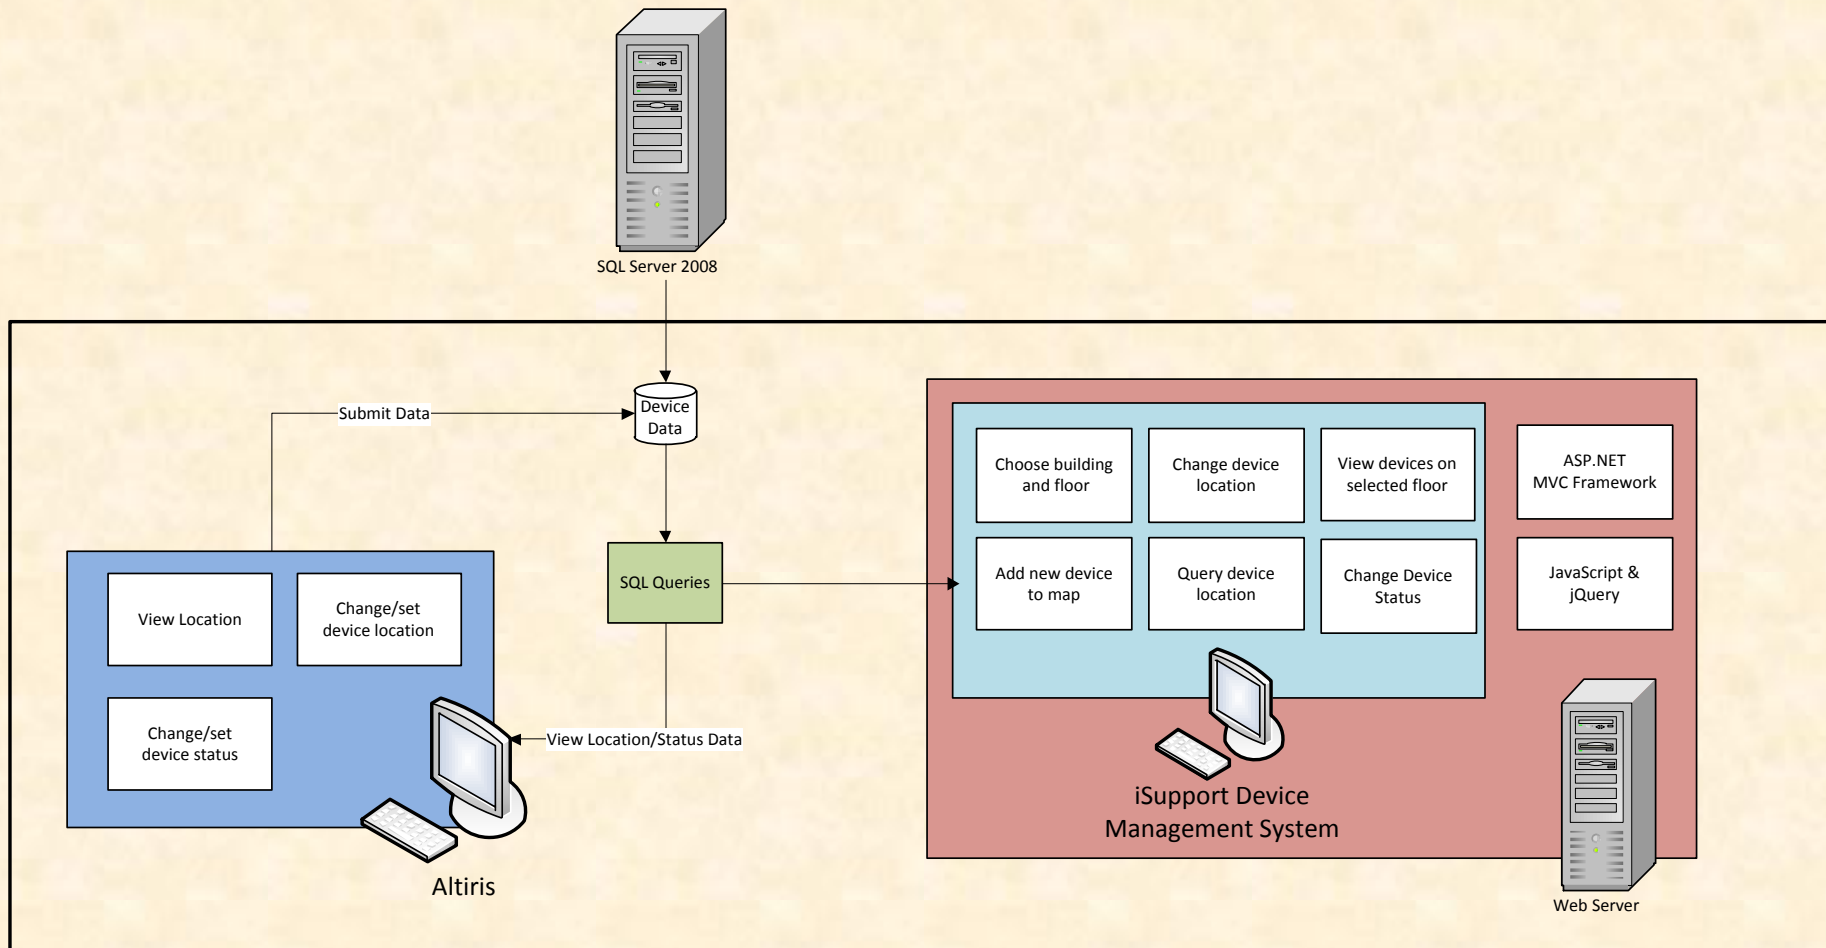 SQL Server 2008
Submit Data
Device
Data
Choose building
and floor
Change device
location
View devices on
selected floor
ASP.NET
MVC Framework
Add new device
to map
Query device
location
Change Device
Status
JavaScript &
jQuery
SQL Queries
View Location
Change/set
device location
Change/set
device status
View Location/Status Data
iSupport Device
Management System
Altiris
Web Server